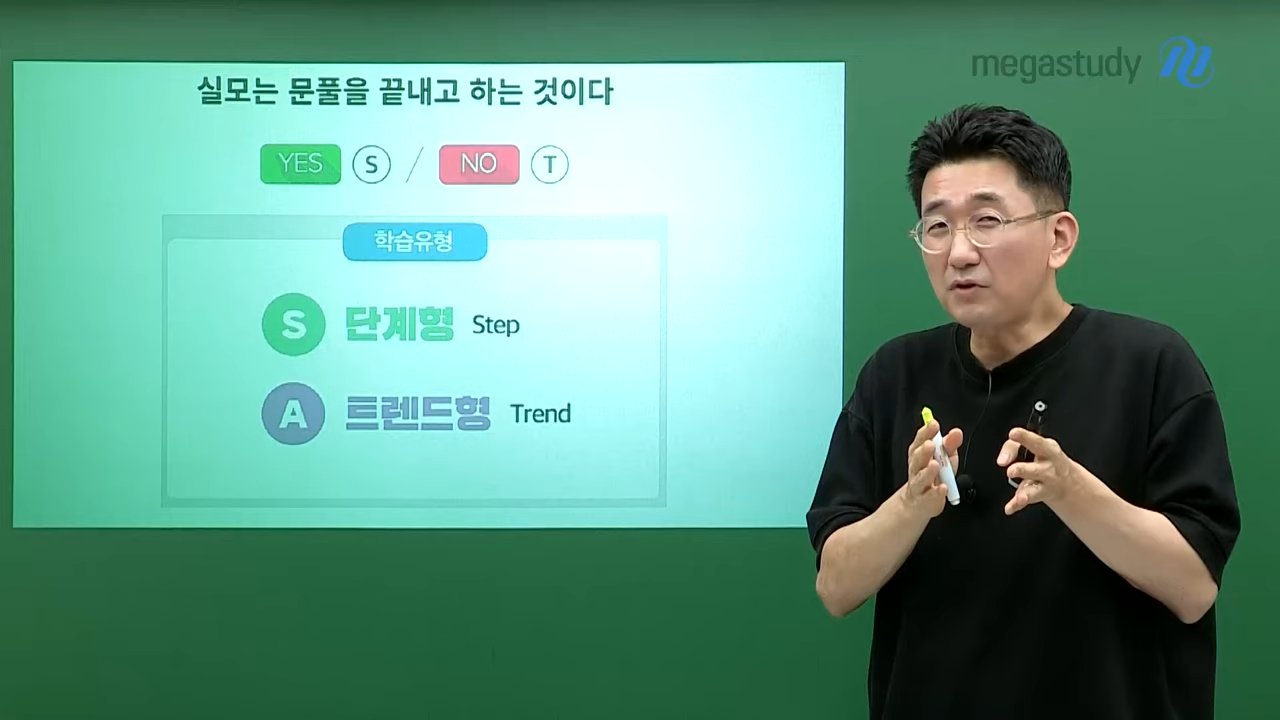 megastudy
실모는 문풀을 끝내고 하는 것이다
YES S / NO T
학습유형
S 단계형 Step
A 트렌드형 Trend